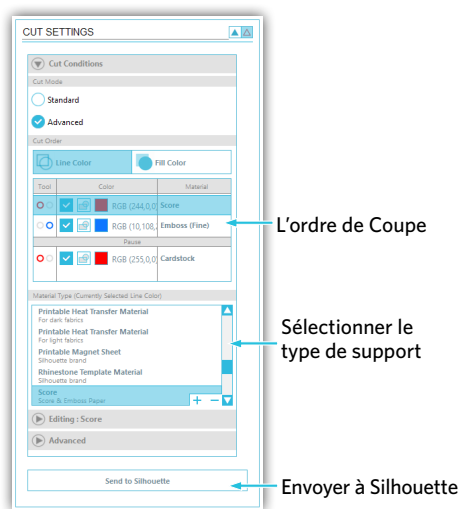 CUT SETTINGS
Cut Conditions
Cut Mode
Standard
Advanced
Cut Order
Line Color
Fill Color
Tool Color Material
RGB (244,0,0 Score
RGB (10,108, Emboss (Fine)
Pause
RGB (255,0,0) Cardstock
L'ordre de Coupe
Material Type (Currently Selected Line Color)
Printable Heat Transfer Material
For dark fabrics
Printable Heat Transfer Material
For light fabrics
Printable Magnet Sheet
Silhouette brand
Rhinestone Template Material
Silhouette brand
Score
Score & Emboss Paper
+ −
Sélectionner le
type de support
Editing : Score
Advanced
Send to Silhouette
Envoyer à Silhouette